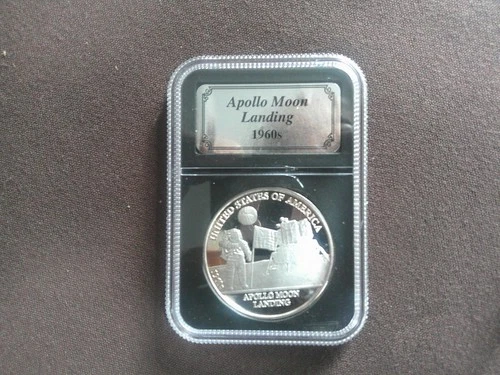 Apollo Moon
Landing
1960s
UNITED STATES OF AMERICA
APOLLO MOON
LANDING